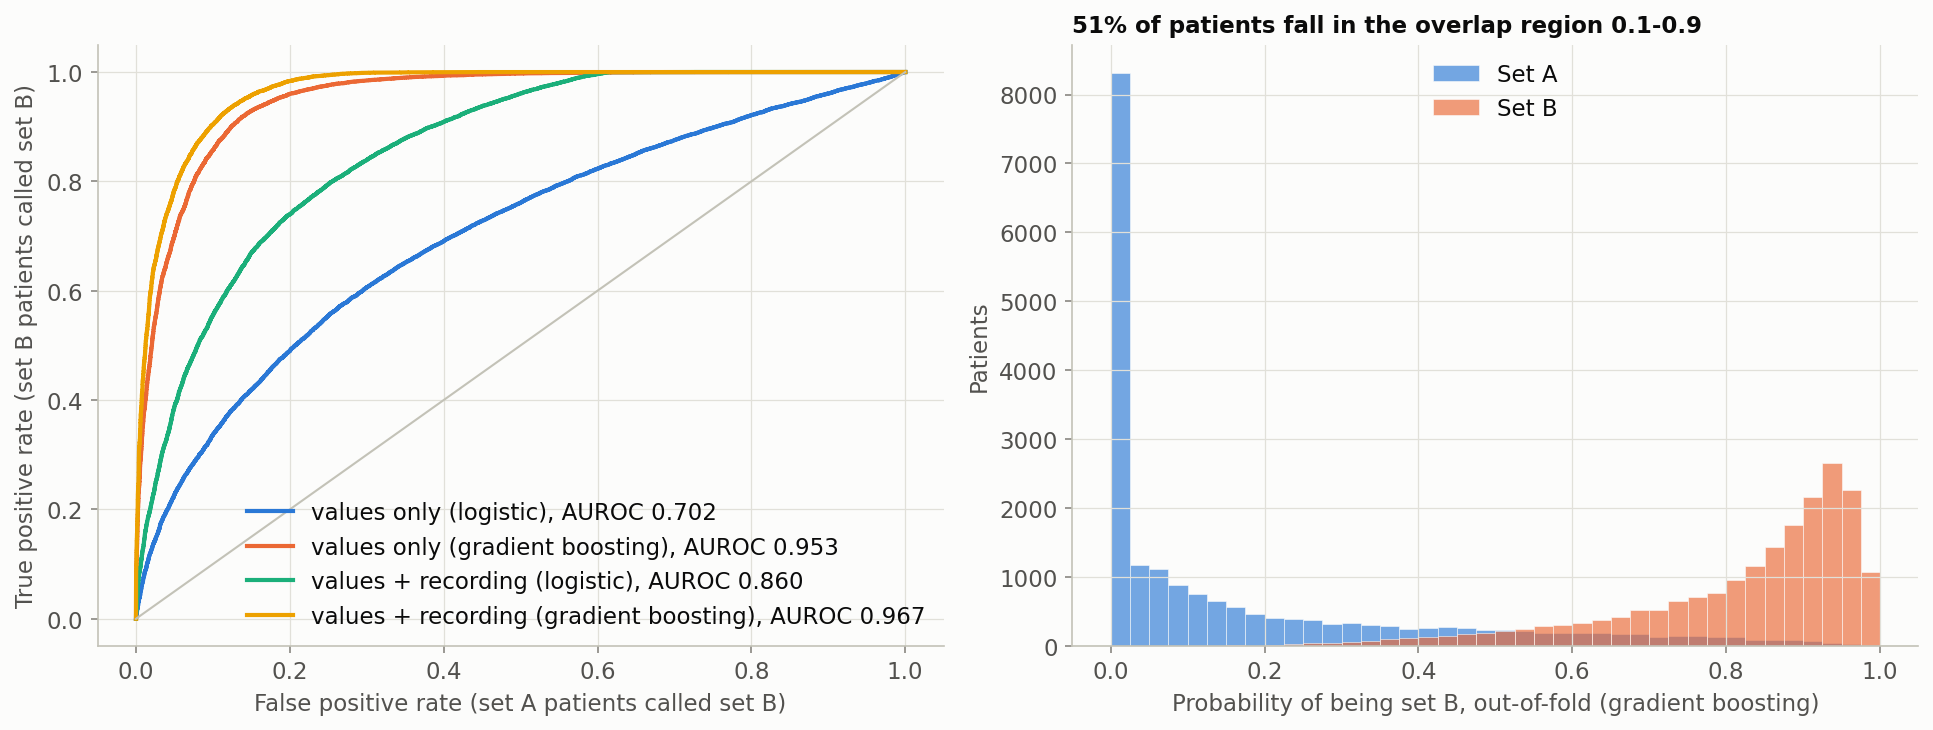 1.0
0.8
0.6
0.4
0.2
0.0
True positive rate (set B patients called set B)
values only (logistic), AUROC 0.702
values only (gradient boosting), AUROC 0.953
values + recording (logistic), AUROC 0.860
values + recording (gradient boosting), AUROC 0.967
0.0 0.2 0.4 0.6 0.8 1.0
False positive rate (set A patients called set B)
51% of patients fall in the overlap region 0.1-0.9
Set A
Set B
8000
7000
6000
5000
4000
3000
2000
1000
0
Patients
0.0 0.2 0.4 0.6 0.8 1.0
Probability of being set B, out-of-fold (gradient boosting)